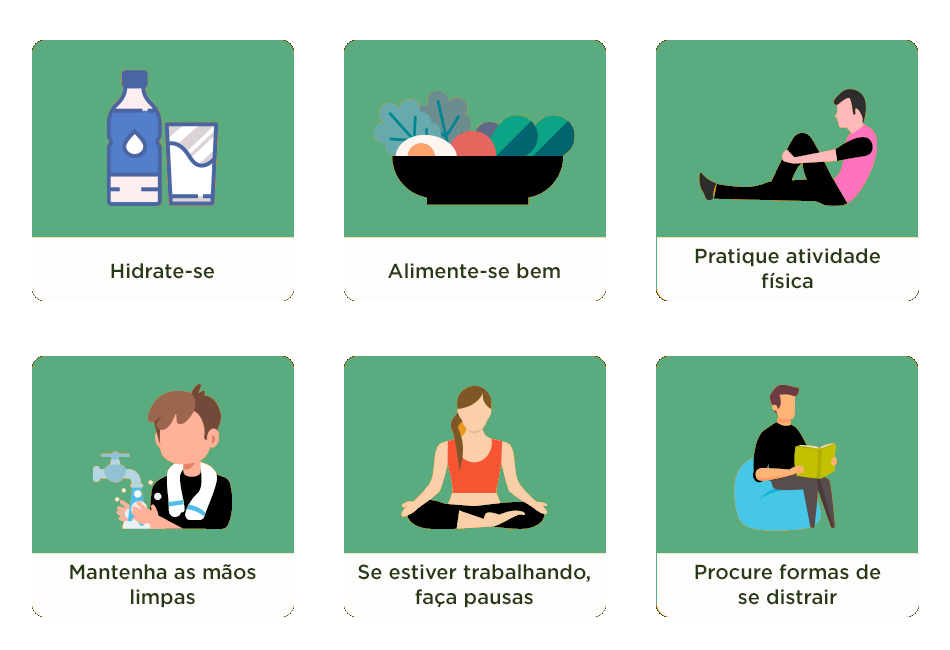 Hidrate-se
Alimente-se bem
Pratique atividade
física
Mantenha as mãos
limpas
Se estiver trabalhando,
faça pausas
Procure formas de
se distrair